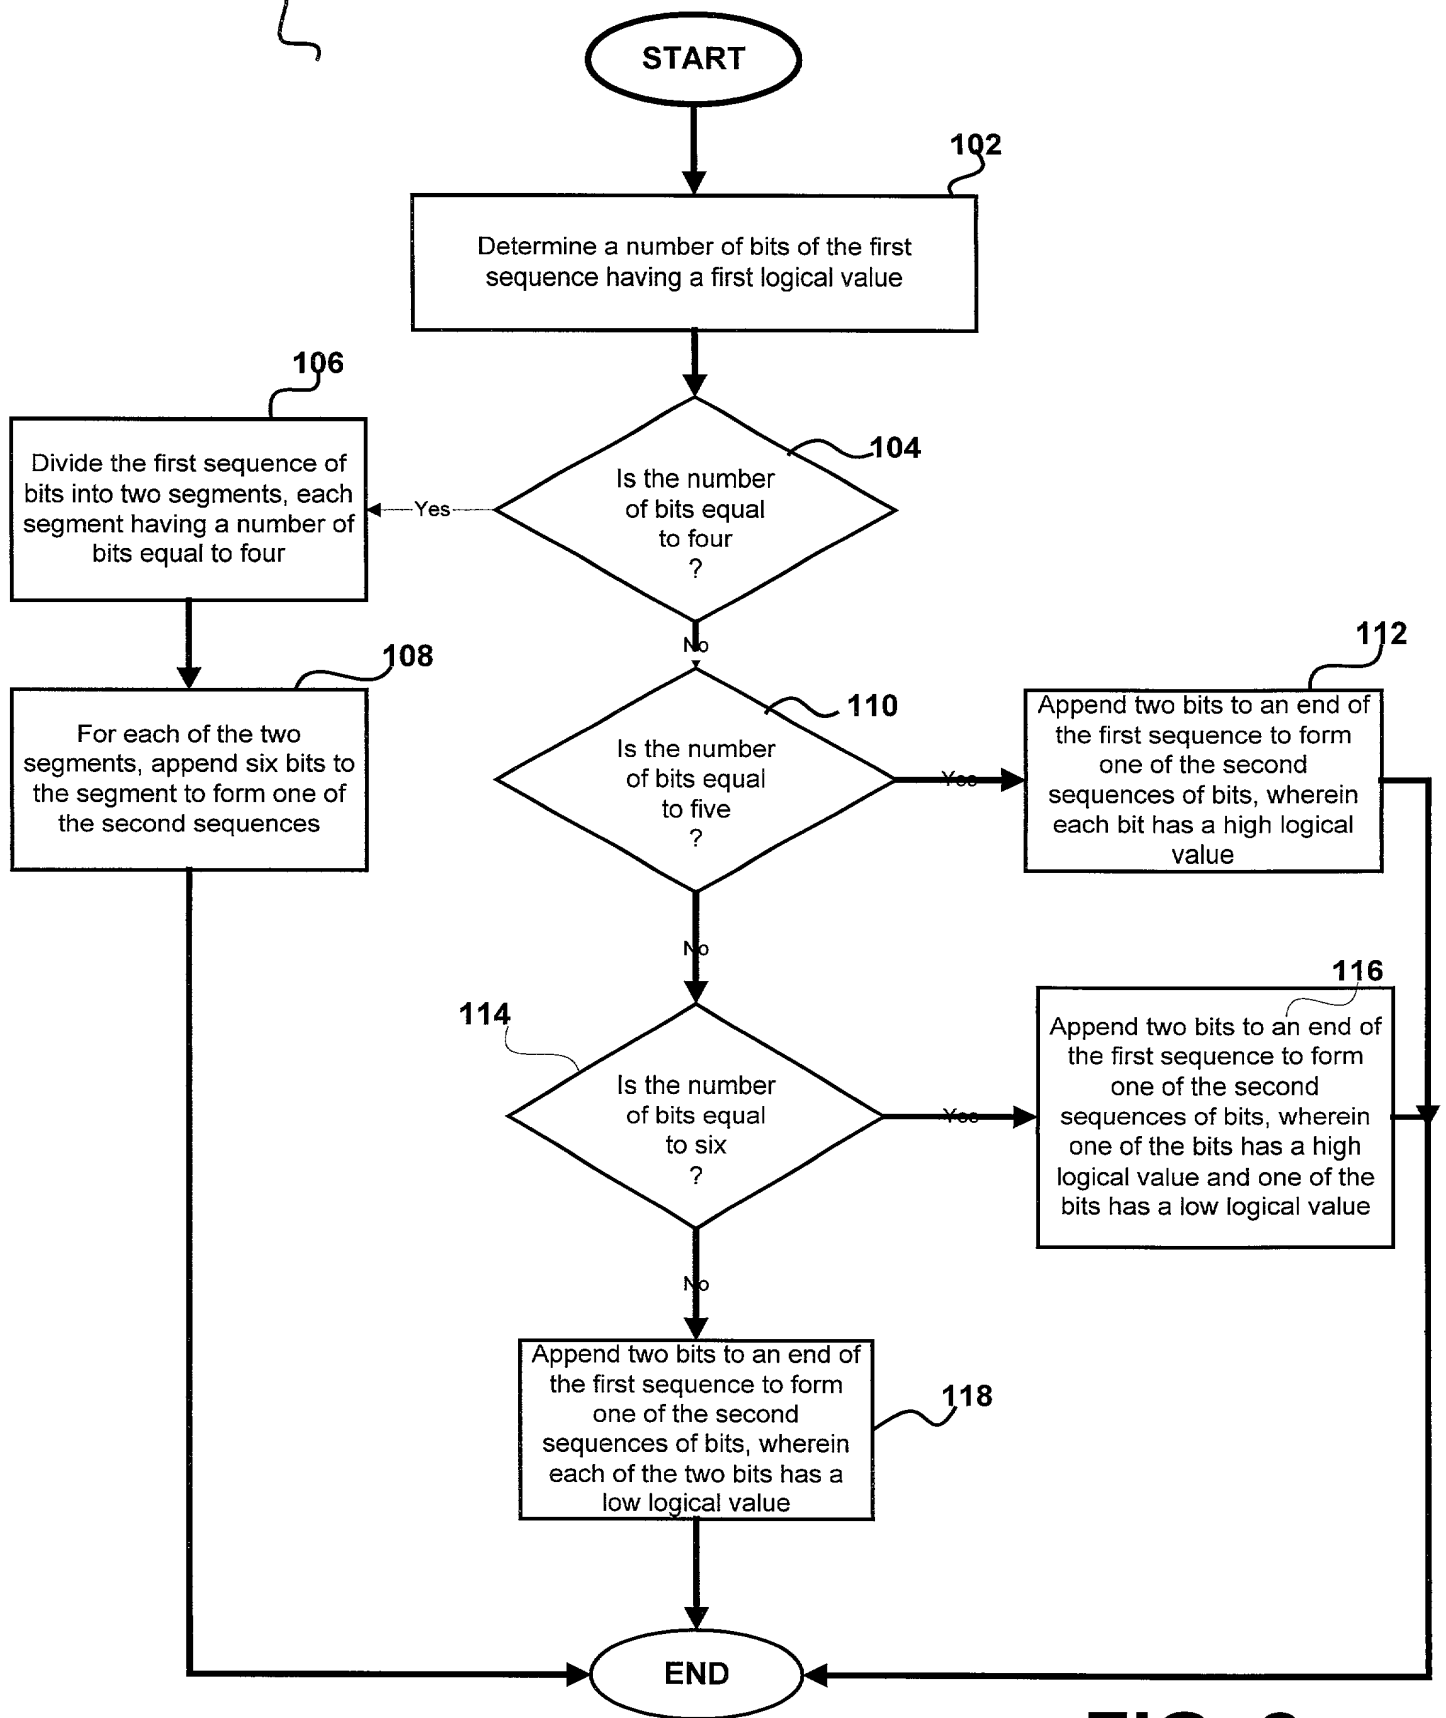 START
102
Determine a number of bits of the first
sequence having a first logical value
106
Divide the first sequence of
bits into two segments, each
segment having a number of
bits equal to four
104
Is the number
of bits equal
to four
?
Yes
No
108
For each of the two
segments, append six bits to
the segment to form one of
the second sequences
110
Is the number
of bits equal
to five
?
Yes
112
Append two bits to an end of
the first sequence to form
one of the second
sequences of bits, wherein
each bit has a high logical
value
No
114
Is the number
of bits equal
to six
?
Yes
116
Append two bits to an end of
the first sequence to form
one of the second
sequences of bits, wherein
one of the bits has a high
logical value and one of the
bits has a low logical value
No
118
Append two bits to an end of
the first sequence to form
one of the second
sequences of bits, wherein
each of the two bits has a
low logical value
END